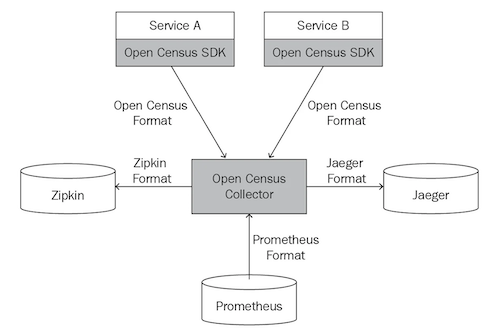 Service A
Open Census SDK
Service B
Open Census SDK
Open Census
Format
Open Census
Format
Zipkin
Format
Open Census
Collector
Jaeger
Format
Zipkin
Jaeger
Prometheus
Format
Prometheus